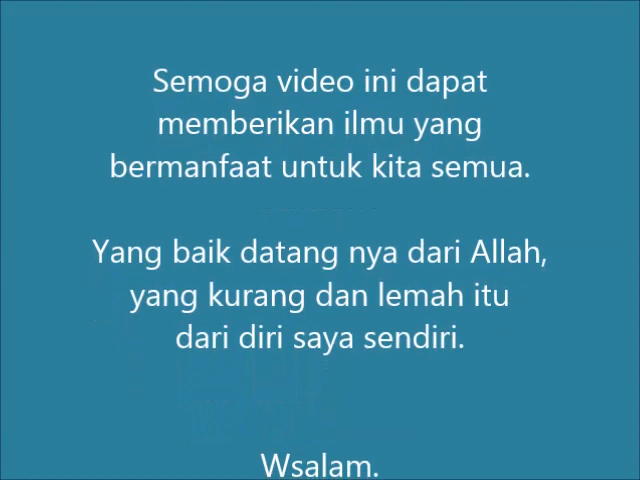 Semoga video ini dapat
memberikan ilmu yang
bermanfaat untuk kita semua.
Yang baik datang nya dari Allah,
yang kurang dan lemah itu
dari diri saya sendiri.
Wsalam.